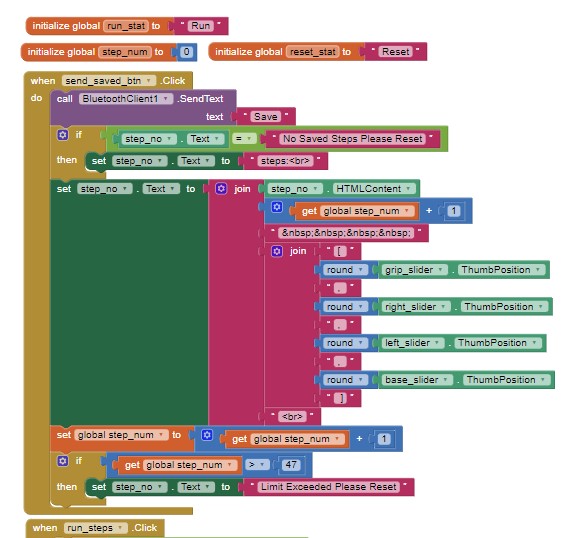 initialize global run_stat to " Run "
initialize global step_num to 0 initialize global reset_stat to " Reset "
when send_saved_btn .Click
do call BluetoothClient1 .SendText
text " Save "
if step_no . Text = " No Saved Steps Please Reset "
then set step_no . Text to " steps:<br> "
set step_no . Text to join step_no . HTMLContent
get global step_num + 1
" &nbsp;&nbsp;&nbsp;&nbsp; "
join " [ "
round grip_slider . ThumbPosition
" , "
round right_slider . ThumbPosition
" , "
round left_slider . ThumbPosition
" , "
round base_slider . ThumbPosition
" ] "
" <br> "
set global step_num to get global step_num + 1
if get global step_num > 47
then set step_no . Text to " Limit Exceeded Please Reset "
when run_steps .Click